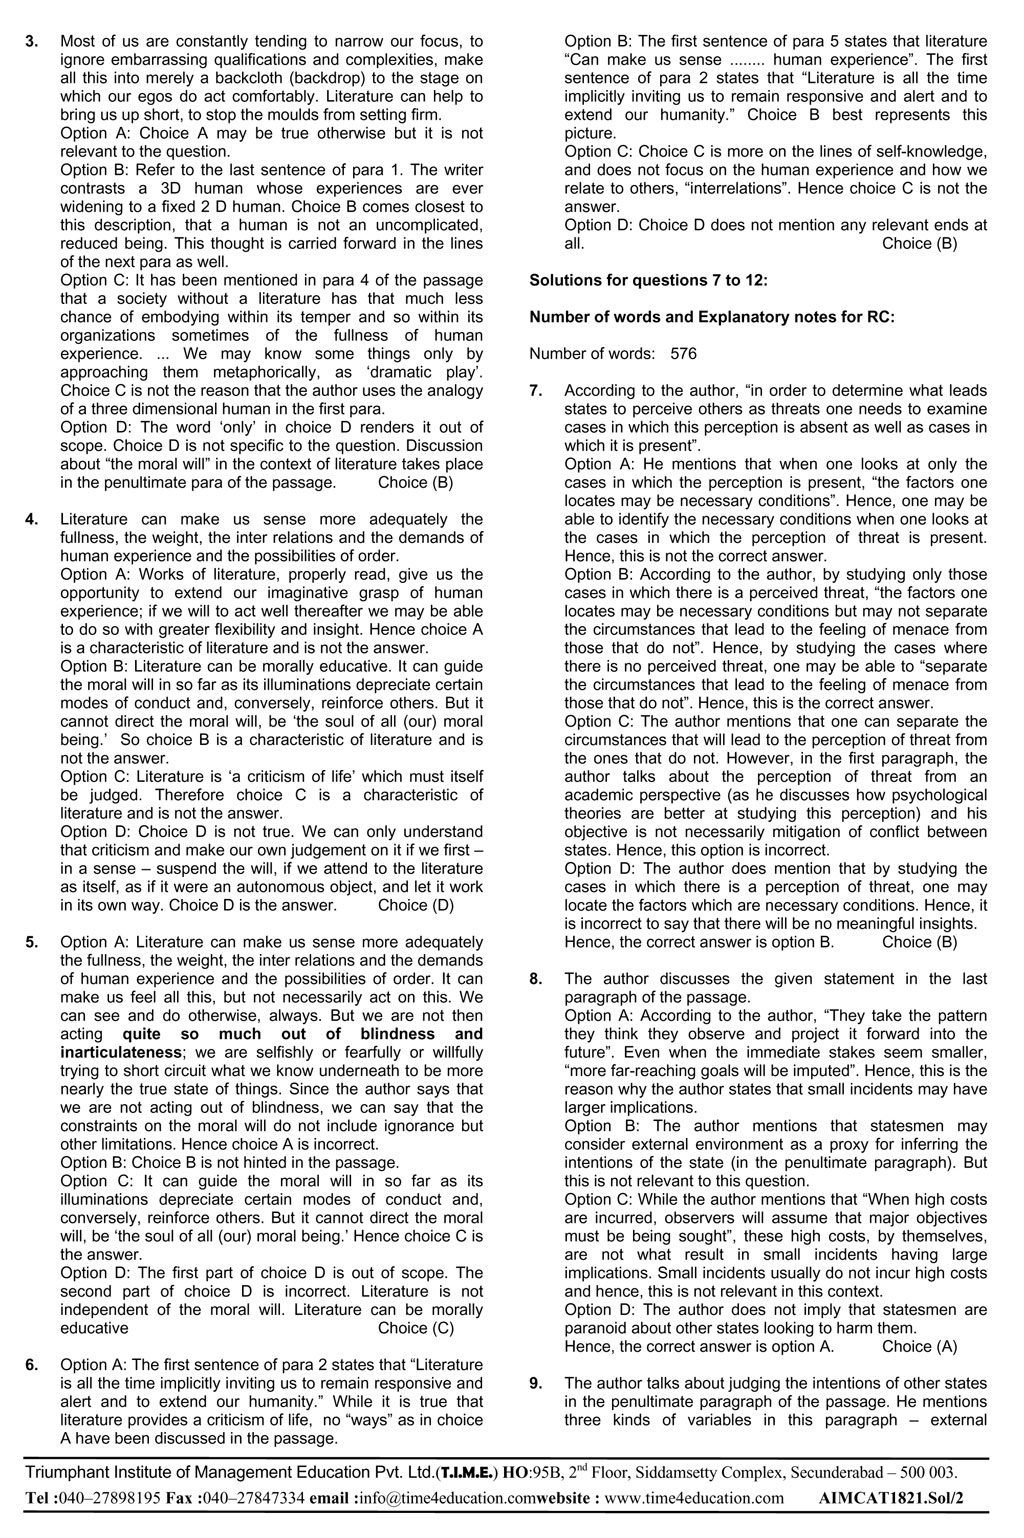 3. Most of us are constantly tending to narrow our focus, to
ignore embarrassing qualifications and complexities, make
all this into merely a backcloth (backdrop) to the stage on
which our egos do act comfortably. Literature can help to
bring us up short, to stop the moulds from setting firm.
Option A: Choice A may be true otherwise but it is not
relevant to the question.
Option B: Refer to the last sentence of para 1. The writer
contrasts a 3D human whose experiences are ever
widening to a fixed 2 D human. Choice B comes closest to
this description, that a human is not an uncomplicated,
reduced being. This thought is carried forward in the lines
of the next para as well.
Option C: It has been mentioned in para 4 of the passage
that a society without a literature has that much less
chance of embodying within its temper and so within its
organizations sometimes of the fullness of human
experience. ... We may know some things only by
approaching them metaphorically, as ‘dramatic play’.
Choice C is not the reason that the author uses the analogy
of a three dimensional human in the first para.
Option D: The word ‘only’ in choice D renders it out of
scope. Choice D is not specific to the question. Discussion
about “the moral will” in the context of literature takes place
in the penultimate para of the passage. Choice (B)
4. Literature can make us sense more adequately the
fullness, the weight, the inter relations and the demands of
human experience and the possibilities of order.
Option A: Works of literature, properly read, give us the
opportunity to extend our imaginative grasp of human
experience; if we will to act well thereafter we may be able
to do so with greater flexibility and insight. Hence choice A
is a characteristic of literature and is not the answer.
Option B: Literature can be morally educative. It can guide
the moral will in so far as its illuminations depreciate certain
modes of conduct and, conversely, reinforce others. But it
cannot direct the moral will, be ‘the soul of all (our) moral
being.’ So choice B is a characteristic of literature and is
not the answer.
Option C: Literature is ‘a criticism of life’ which must itself
be judged. Therefore choice C is a characteristic of
literature and is not the answer.
Option D: Choice D is not true. We can only understand
that criticism and make our own judgement on it if we first –
in a sense – suspend the will, if we attend to the literature
as itself, as if it were an autonomous object, and let it work
in its own way. Choice D is the answer. Choice (D)
5. Option A: Literature can make us sense more adequately
the fullness, the weight, the inter relations and the demands
of human experience and the possibilities of order. It can
make us feel all this, but not necessarily act on this. We
can see and do otherwise, always. But we are not then
acting quite so much out of blindness and
inarticulateness; we are selfishly or fearfully or willfully
trying to short circuit what we know underneath to be more
nearly the true state of things. Since the author says that
we are not acting out of blindness, we can say that the
constraints on the moral will do not include ignorance but
other limitations. Hence choice A is incorrect.
Option B: Choice B is not hinted in the passage.
Option C: It can guide the moral will in so far as its
illuminations depreciate certain modes of conduct and,
conversely, reinforce others. But it cannot direct the moral
will, be ‘the soul of all (our) moral being.’ Hence choice C is
the answer.
Option D: The first part of choice D is out of scope. The
second part of choice D is incorrect. Literature is not
independent of the moral will. Literature can be morally
educative Choice (C)
6. Option A: The first sentence of para 2 states that “Literature
is all the time implicitly inviting us to remain responsive and
alert and to extend our humanity.” While it is true that
literature provides a criticism of life, no “ways” as in choice
A have been discussed in the passage.
Option B: The first sentence of para 5 states that literature
“Can make us sense ........ human experience”. The first
sentence of para 2 states that “Literature is all the time
implicitly inviting us to remain responsive and alert and to
extend our humanity.” Choice B best represents this
picture.
Option C: Choice C is more on the lines of self-knowledge,
and does not focus on the human experience and how we
relate to others, “interrelations”. Hence choice C is not the
answer.
Option D: Choice D does not mention any relevant ends at
all. Choice (B)
Solutions for questions 7 to 12:
Number of words and Explanatory notes for RC:
Number of words: 576
7. According to the author, “in order to determine what leads
states to perceive others as threats one needs to examine
cases in which this perception is absent as well as cases in
which it is present”.
Option A: He mentions that when one looks at only the
cases in which the perception is present, “the factors one
locates may be necessary conditions”. Hence, one may be
able to identify the necessary conditions when one looks at
the cases in which the perception of threat is present.
Hence, this is not the correct answer.
Option B: According to the author, by studying only those
cases in which there is a perceived threat, “the factors one
locates may be necessary conditions but may not separate
the circumstances that lead to the feeling of menace from
those that do not”. Hence, by studying the cases where
there is no perceived threat, one may be able to “separate
the circumstances that lead to the feeling of menace from
those that do not”. Hence, this is the correct answer.
Option C: The author mentions that one can separate the
circumstances that will lead to the perception of threat from
the ones that do not. However, in the first paragraph, the
author talks about the perception of threat from an
academic perspective (as he discusses how psychological
theories are better at studying this perception) and his
objective is not necessarily mitigation of conflict between
states. Hence, this option is incorrect.
Option D: The author does mention that by studying the
cases in which there is a perception of threat, one may
locate the factors which are necessary conditions. Hence, it
is incorrect to say that there will be no meaningful insights.
Hence, the correct answer is option B. Choice (B)
8. The author discusses the given statement in the last
paragraph of the passage.
Option A: According to the author, “They take the pattern
they think they observe and project it forward into the
future”. Even when the immediate stakes seem smaller,
“more far-reaching goals will be imputed”. Hence, this is the
reason why the author states that small incidents may have
larger implications.
Option B: The author mentions that statesmen may
consider external environment as a proxy for inferring the
intentions of the state (in the penultimate paragraph). But
this is not relevant to this question.
Option C: While the author mentions that “When high costs
are incurred, observers will assume that major objectives
must be being sought”, these high costs, by themselves,
are not what result in small incidents having large
implications. Small incidents usually do not incur high costs
and hence, this is not relevant in this context.
Option D: The author does not imply that statesmen are
paranoid about other states looking to harm them.
Hence, the correct answer is option A. Choice (A)
9. The author talks about judging the intentions of other states
in the penultimate paragraph of the passage. He mentions
three kinds of variables in this paragraph – external
Triumphant Institute of Management Education Pvt. Ltd.(T.I.M.E.) HO:95B, 2nd Floor, Siddamsetty Complex, Secunderabad – 500 003.
Tel :040–27898195 Fax :040–27847334 email :info@time4education.comwebsite : www.time4education.com AIMCAT1821.Sol/2